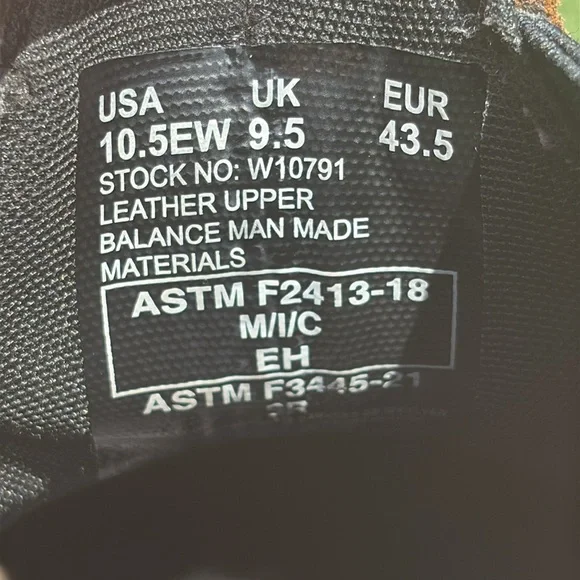 USA UK EUR
10.5EW 9.5 43.5
STOCK NO: W10791
LEATHER UPPER
BALANCE MAN MADE
MATERIALS
ASTM F2413-18
M/I/C
EH
ASTM F3445-21